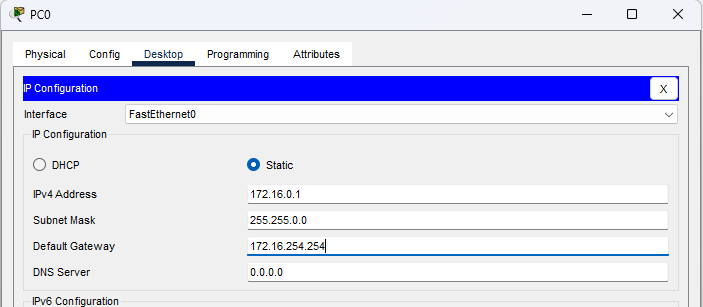 PC0
Physical Config Desktop Programming Attributes
IP Configuration X
Interface FastEthernet0
IP Configuration
DHCP Static
IPv4 Address 172.16.0.1
Subnet Mask 255.255.0.0
Default Gateway 172.16.254.254
DNS Server 0.0.0.0
IPv6 Configuration